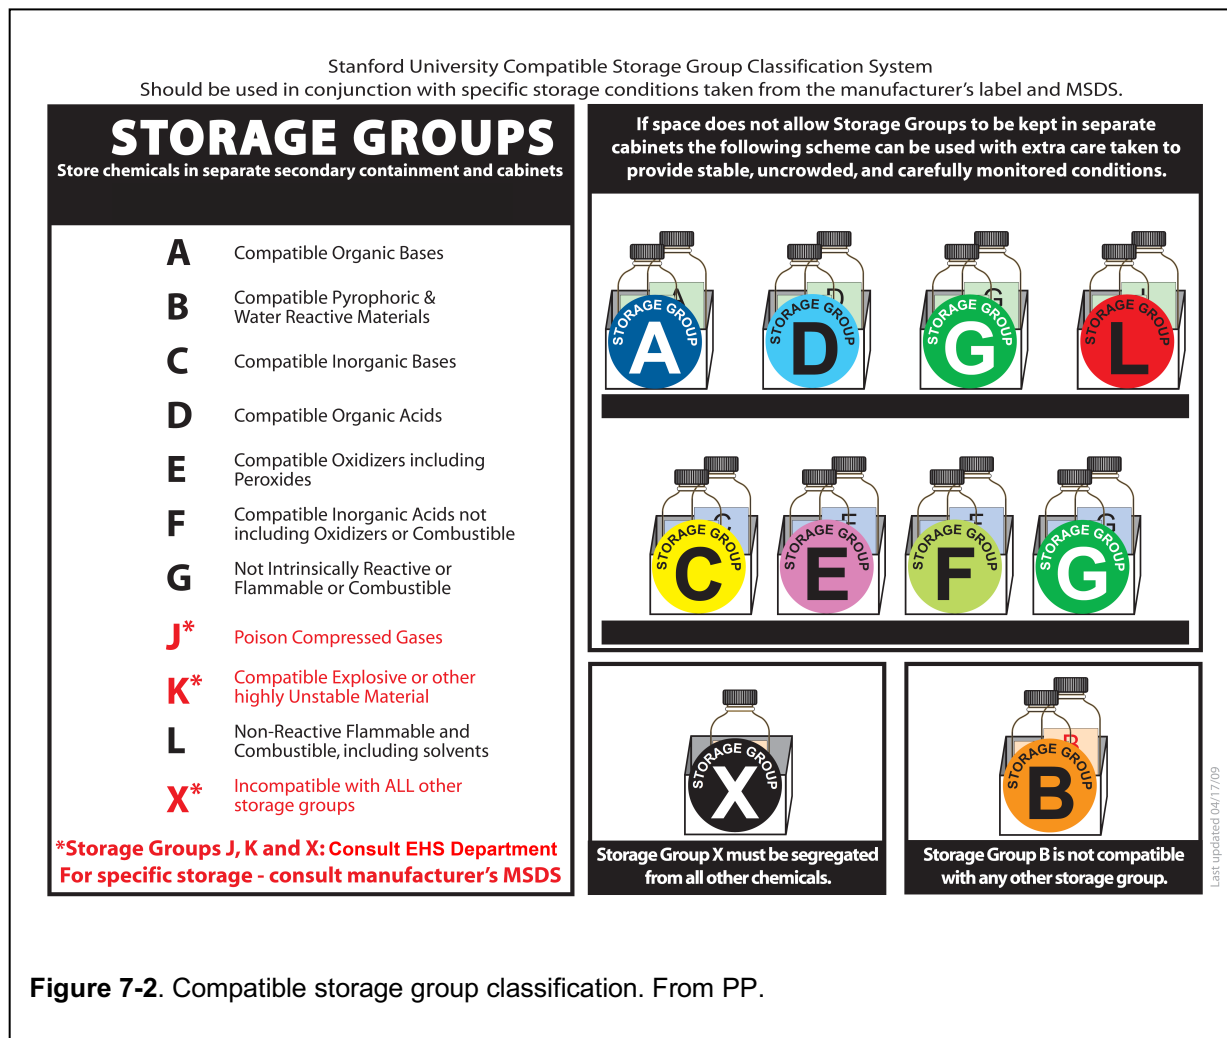 Stanford University Compatible Storage Group Classification System
Should be used in conjunction with specific storage conditions taken from the manufacturer's label and MSDS.
STORAGE GROUPS
Store chemicals in separate secondary containment and cabinets
A Compatible Organic Bases
B Compatible Pyrophoric &
Water Reactive Materials
C Compatible Inorganic Bases
D Compatible Organic Acids
E Compatible Oxidizers including
Peroxides
F Compatible Inorganic Acids not
including Oxidizers or Combustible
G Not Intrinsically Reactive or
Flammable or Combustible
J* Poison Compressed Gases
K* Compatible Explosive or other
highly Unstable Material
L Non-Reactive Flammable and
Combustible, including solvents
X* Incompatible with ALL other
storage groups
*Storage Groups J, K and X: Consult EHS Department
For specific storage - consult manufacturer's MSDS
If space does not allow Storage Groups to be kept in separate
cabinets the following scheme can be used with extra care taken to
provide stable, uncrowded, and carefully monitored conditions.
A D G L
STORAGE GROUP A
STORAGE GROUP D
STORAGE GROUP G
STORAGE GROUP L
C E F G
STORAGE GROUP C
STORAGE GROUP E
STORAGE GROUP F
STORAGE GROUP G
STORAGE GROUP X
Storage Group X must be segregated
from all other chemicals.
B
STORAGE GROUP B
Storage Group B is not compatible
with any other storage group.
Last updated 04/17/09
Figure 7-2. Compatible storage group classification. From PP.